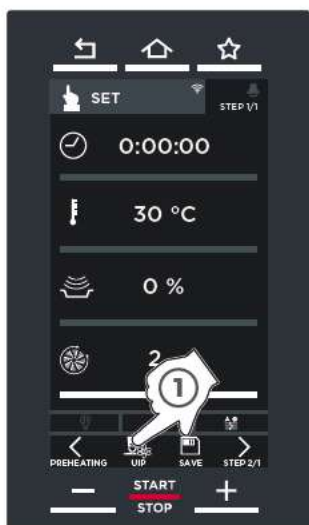 SET
STEP 1/1
0:00:00
30 °C
0 %
2
1
PREHEATING UIP SAVE STEP 2/1
START
STOP